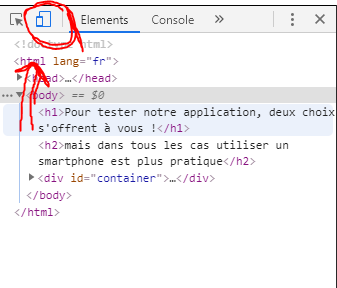 Elements Console »
<!doctype html>
<html lang="fr">
<head>…</head>
<body> == $0
<h1>Pour tester notre application, deux choix
s'offrent à vous !</h1>
<h2>mais dans tous les cas utiliser un
smartphone est plus pratique</h2>
<div id="container">…</div>
</body>
</html>